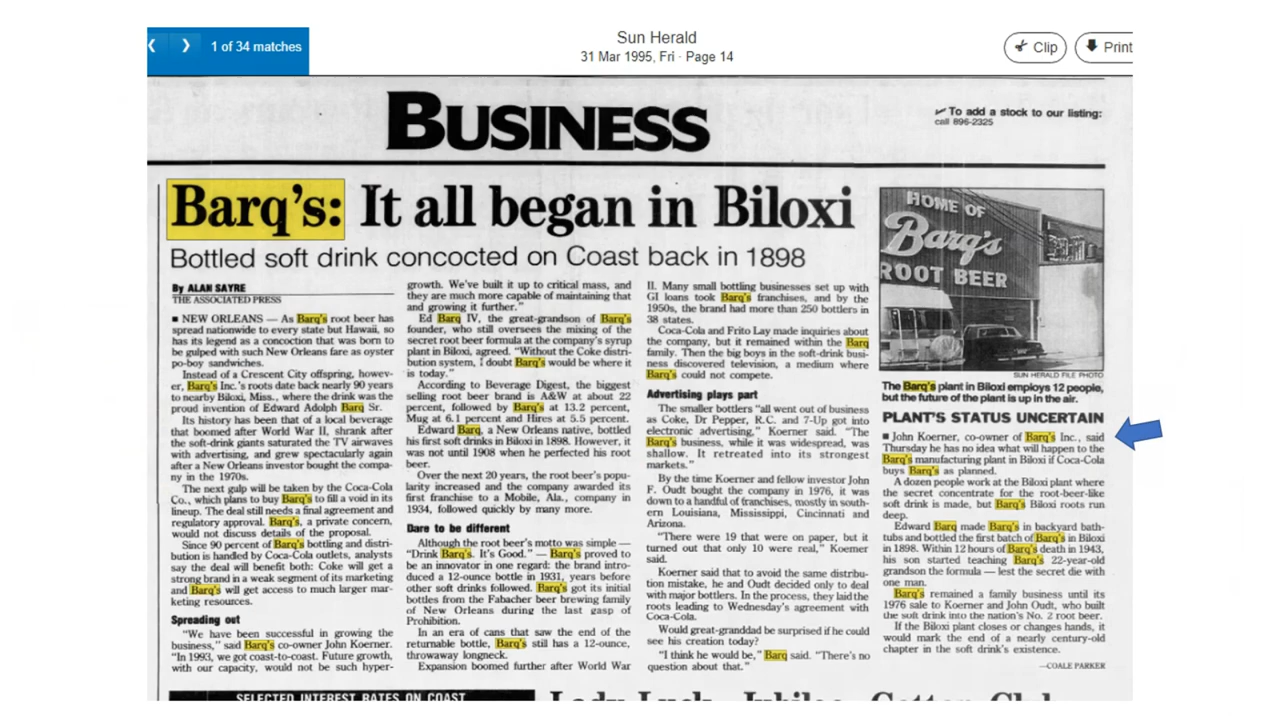 1 of 34 matches
Sun Herald
31 Mar 1995, Fri · Page 14
Clip
Print
BUSINESS
To add a stock to our listing:
call 896-2325
Barq's: It all began in Biloxi
Bottled soft drink concocted on Coast back in 1898
By ALAN SAYRE
THE ASSOCIATED PRESS
■ NEW ORLEANS — As Barq's root beer has
spread nationwide to every state but Hawaii, so
has its legend as a concoction that was born to
be gulped with such New Orleans fare as oyster
po-boy sandwiches.
Instead of a Crescent City offspring, howev-
er, Barq's Inc.'s roots date back nearly 90 years
to nearby Biloxi, Miss., where the drink was the
proud invention of Edward Adolph Barq Sr.
Its history has been that of a local beverage
that boomed after World War II, shrank after
the soft-drink giants saturated the TV airwaves
with advertising, and grew spectacularly again
after a New Orleans investor bought the compa-
ny in the 1970s.
The next gulp will be taken by the Coca-Cola
Co., which plans to buy Barq's to fill a void in its
lineup. The deal still needs a final agreement and
regulatory approval. Barq's, a private concern,
would not discuss details of the proposal.
Since 90 percent of Barq's bottling and distri-
bution is handled by Coca-Cola outlets, analysts
say the deal will benefit both: Coke will get a
strong brand in a weak segment of its marketing
and Barq's will get access to much larger mar-
keting resources.
Spreading out
"We have been successful in growing the
business," sad Barq's co-owner John Koerner.
"In 1993, we got coast-to-coast. Future growth,
with our capacity, would not be such hyper-
growth. We've built it up to critical mass, and
they are much more capable of maintaining that
and growing it further."
Ed Barq IV, the great-grandson of Barq's
founder, who still oversees the mixing of the
secret root beer formula at the company's syrup
plant in Biloxi, agreed. "Without the Coke distri-
bution system, I doubt Barq's would be where it
is today."
According to Beverage Digest, the biggest
selling root beer brand is A&W at about 22
percent, followed by Barq's at 13.2 percent,
Mug at 6.1 percent and Hires at 5.5 percent.
Edward Barq, a New Orleans native, bottled
his first soft drinks in Biloxi in 1898. However, it
was not until 1908 when he perfected his root
beer.
Over the next 20 years, the root beer's popu-
larity increased and the company awarded its
first franchise to a Mobile, Ala., company in
1934, followed quickly by many more.
Dare to be different
Although the root beer's motto was simple —
"Drink Barq's. It's Good." — Barq's proved to
be an innovator in one regard: the brand intro-
duced a 12-ounce bottle in 1931, years before
other soft drinks followed. Barq's got its initial
bottles from the Fabacher beer brewing family
of New Orleans during the last gasp of
Prohibition.
In an era of cans that saw the end of the
returnable bottle, Barq's still has a 12-ounce,
throwaway longneck.
Expansion boomed further after World War
II. Many small bottling businesses set up with
GI loans took Barq's franchises, and by the
1950s, the brand had more than 250 bottlers in
38 states.
Coca-Cola and Frito Lay made inquiries about
the company, but it remained within the Barq
family. Then the big boys in the soft-drink busi-
ness discovered television, a medium where
Barq's could not compete.
Advertising plays part
The smaller bottlers "all went out of business
as Coke, Dr Pepper, R.C. and 7-Up got into
electronic advertising," Koerner said. "The
Barq's business, while it was widespread, was
shallow. It retreated into its strongest
markets."
By the time Koerner and fellow investor John
F. Oudt bought the company in 1976, it was
down to a handful of franchises, mostly in south-
ern Louisiana, Mississippi, Cincinnati and
Arizona.
"There were 19 that were on paper, but it
turned out that only 10 were real," Koerner
said.
Koerner said that to avoid the same distribu-
tion mistake, he and Oudt decided only to deal
with major bottlers. In the process, they laid the
roots leading to Wednesday's agreement with
Coca-Cola.
Would great-granddad be surprised if he could
see his creation today?
"I think he would be," Barq said. "There's no
question about that."
HOME OF
Barq's
ROOT BEER
SUN HERALD FILE PHOTO
The Barq's plant in Biloxi employs 12 people,
but the future of the plant is up in the air.
PLANT'S STATUS UNCERTAIN
■ John Koerner, co-owner of Barq's Inc., said
Thursday he has no idea what will happen to the
Barq's manufacturing plant in Biloxi if Coca-Cola
buys Barq's as planned.
A dozen people work at the Biloxi plant where
the secret concentrate for the root-beer-like
soft drink is made, but Barq's Biloxi roots run
deep.
Edward Barq made Barq's in backyard bath-
tubs and bottled the first batch of Barq's in Biloxi
in 1898. Within 12 hours of Barq's death in 1943,
his son started teaching Barq's 22-year-old
grandson the formula — lest the secret die with
one man.
Barq's remained a family business until its
1976 sale to Koerner and John Oudt, who built
the soft drink into the nation's No. 2 root beer.
If the Biloxi plant closes or changes hands, it
would mark the end of a nearly century-old
chapter in the soft drink's existence.
—COALE PARKER
SELECTED INTEREST RATES ON COAST